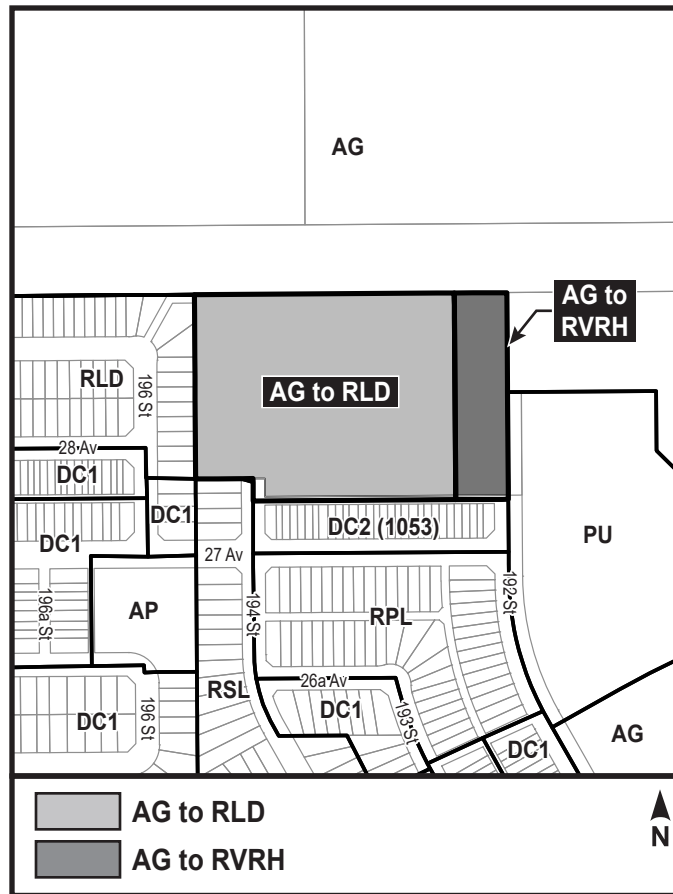 AG
AG to
RVRH
AG to RLD
RLD
196 St
28 Av
DC1
DC1
DC1
DC2 (1053)
PU
27 Av
196a St
AP
194 St
RPL
192 St
RSL
26a Av
DC1
196 St
DC1
193 St
DC1
AG
AG to RLD
AG to RVRH
N